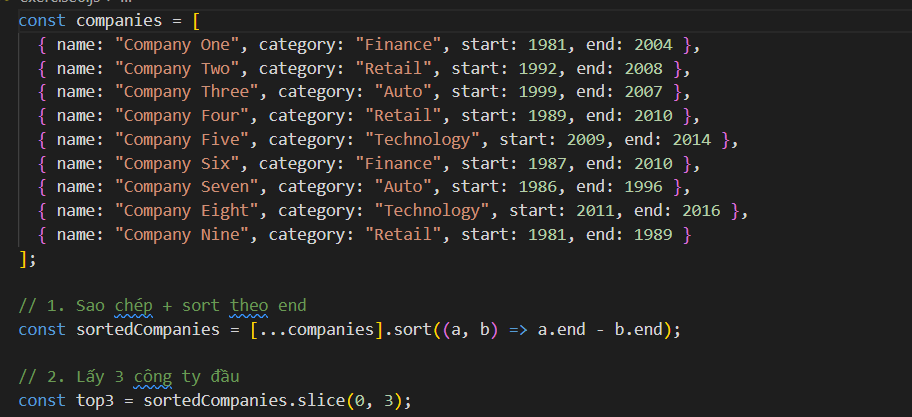 const companies = [
  { name: "Company One", category: "Finance", start: 1981, end: 2004 },
  { name: "Company Two", category: "Retail", start: 1992, end: 2008 },
  { name: "Company Three", category: "Auto", start: 1999, end: 2007 },
  { name: "Company Four", category: "Retail", start: 1989, end: 2010 },
  { name: "Company Five", category: "Technology", start: 2009, end: 2014 },
  { name: "Company Six", category: "Finance", start: 1987, end: 2010 },
  { name: "Company Seven", category: "Auto", start: 1986, end: 1996 },
  { name: "Company Eight", category: "Technology", start: 2011, end: 2016 },
  { name: "Company Nine", category: "Retail", start: 1981, end: 1989 }
];
// 1. Sao chép + sort theo end
const sortedCompanies = [...companies].sort((a, b) => a.end - b.end);
// 2. Lấy 3 công ty đầu
const top3 = sortedCompanies.slice(0, 3);